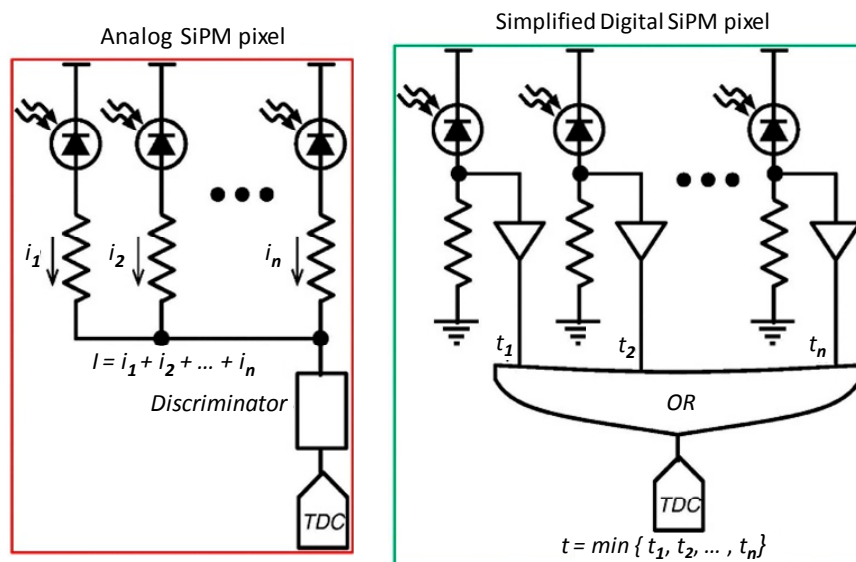 Analog SiPM pixel
i1 i2 in
I = i1 + i2 + ... + in
Discriminator
TDC
Simplified Digital SiPM pixel
t1 t2 tn
OR
TDC
t = min { t1, t2, ... , tn}